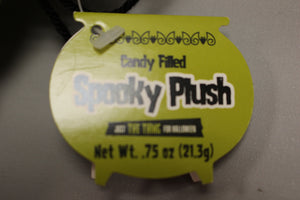 Candy Filled
Spooky Plush
JUST THE THING FOR HALLOWEEN
Net Wt. .75 oz (21.3g)